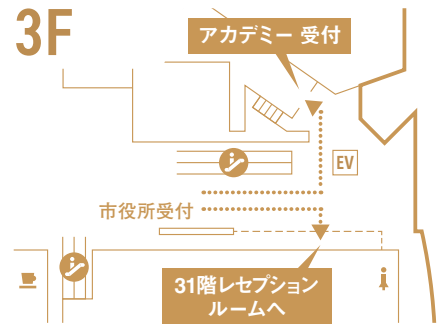 3F
アカデミー 受付
EV
市役所受付
31階レセプション
ルームへ